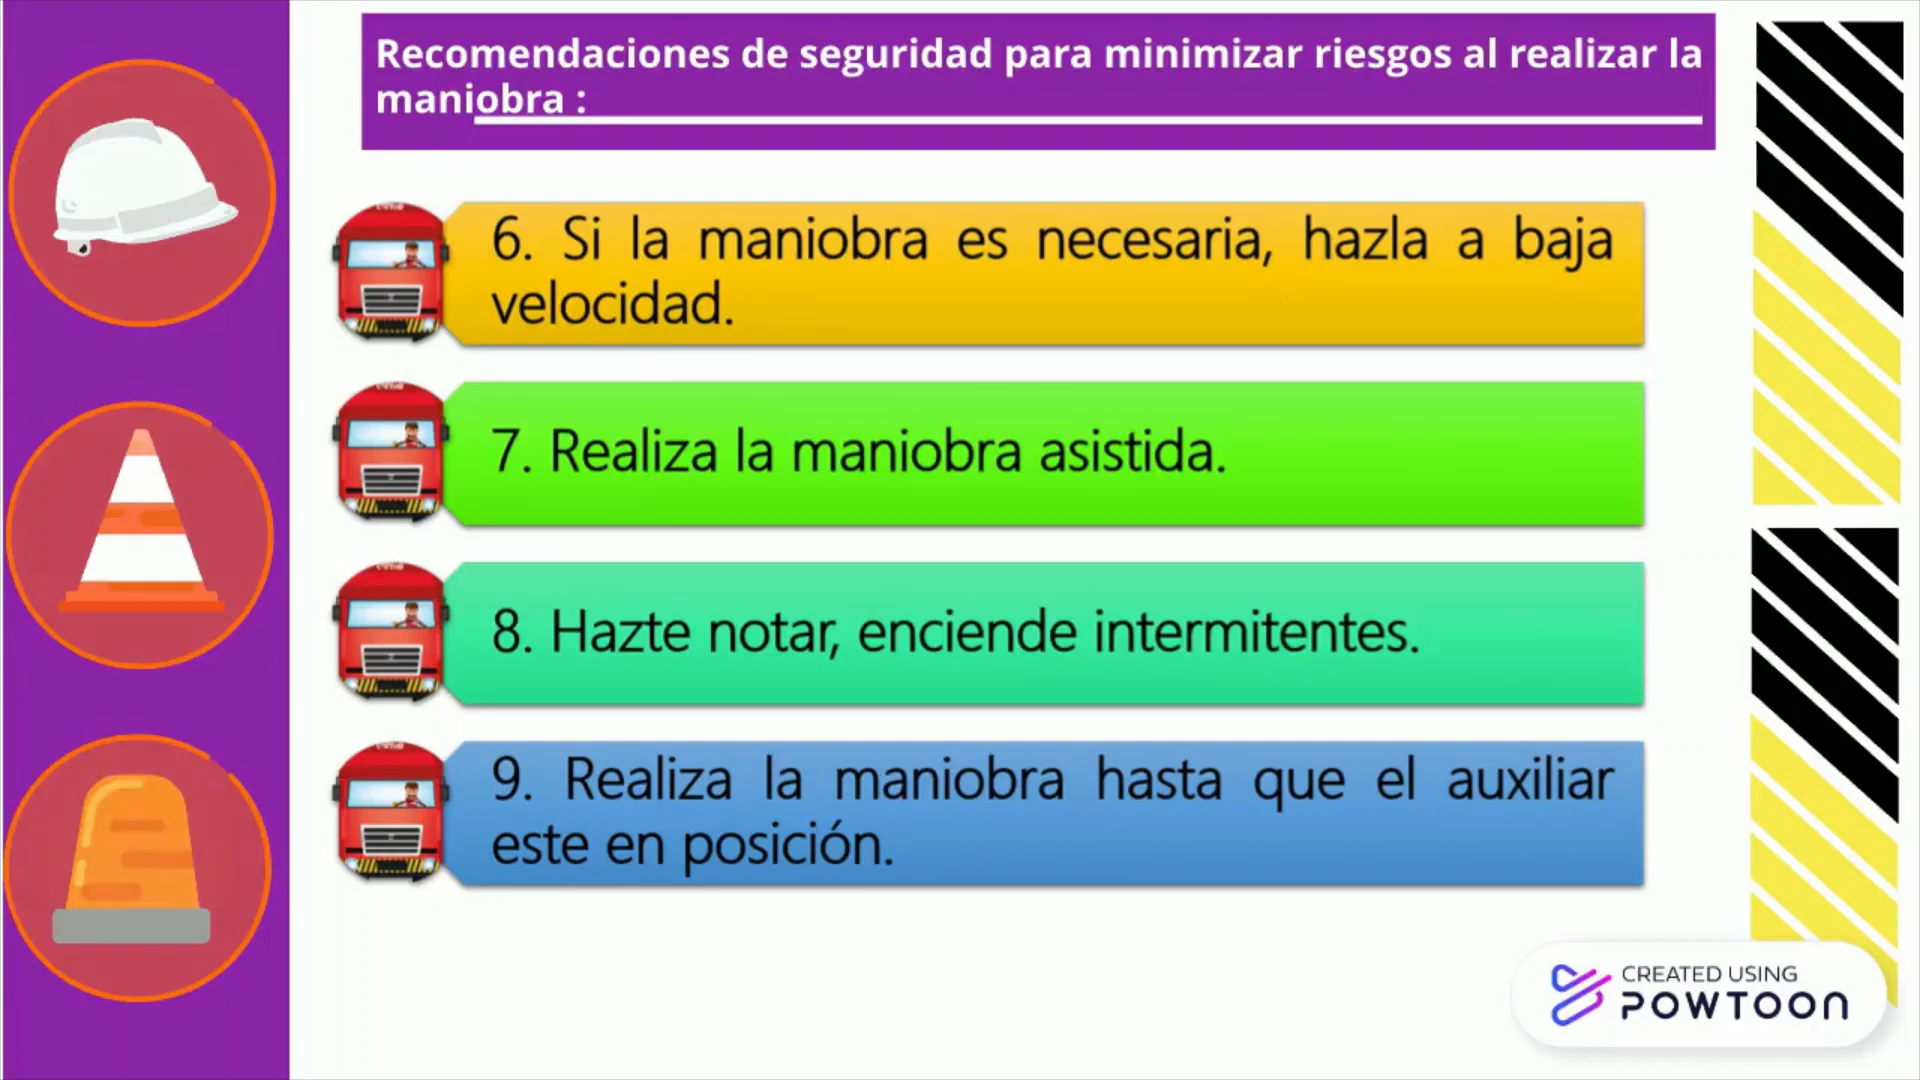 Recomendaciones de seguridad para minimizar riesgos al realizar la
maniobra :
6. Si la maniobra es necesaria, hazla a baja
velocidad.
7. Realiza la maniobra asistida.
8. Hazte notar, enciende intermitentes.
9. Realiza la maniobra hasta que el auxiliar
este en posición.
CREATED USING
POWTOON